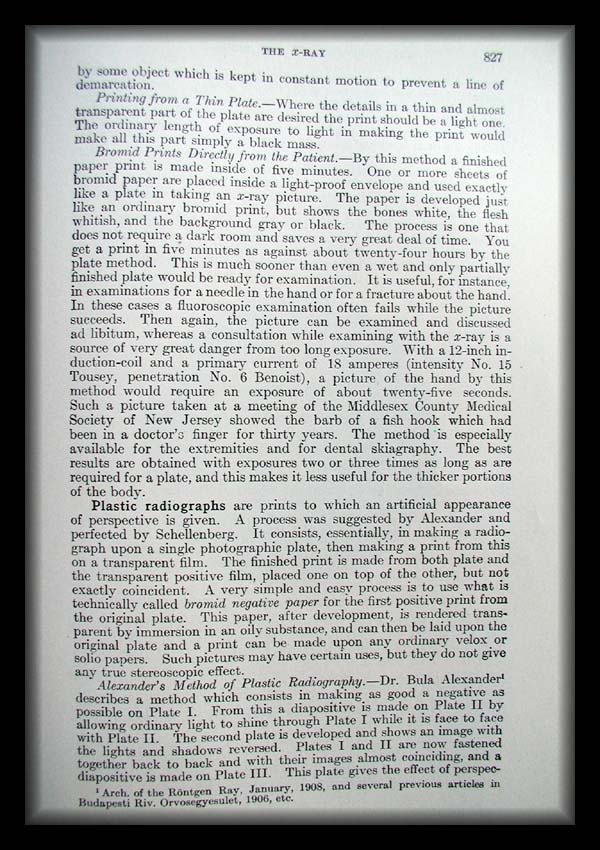 THE x-RAY 827
by some object which is kept in constant motion to prevent a line of
demarcation.
Printing from a Thin Plate.—Where the details in a thin and almost
transparent part of the plate are desired the print should be a light one.
The ordinary length of exposure to light in making the print would
make all this part simply a black mass.
Bromid Prints Directly from the Patient.—By this method a finished
paper print is made inside of five minutes. One or more sheets of
bromid paper are placed inside a light-proof envelope and used exactly
like a plate in taking an x-ray picture. The paper is developed just
like an ordinary bromid print, but shows the bones white, the flesh
whitish, and the background gray or black. The process is one that
does not require a dark room and saves a very great deal of time. You
get a print in five minutes as against about twenty-four hours by the
plate method. This is much sooner than even a wet and only partially
finished plate would be ready for examination. It is useful, for instance,
in examinations for a needle in the hand or for a fracture about the hand.
In these cases a fluoroscopic examination often fails while the picture
succeeds. Then again, the picture can be examined and discussed
ad libitum, whereas a consultation while examining with the x-ray is a
source of very great danger from too long exposure. With a 12-inch in-
duction-coil and a primary current of 18 amperes (intensity No. 15
Tousey, penetration No. 6 Benoist), a picture of the hand by this
method would require an exposure of about twenty-five seconds.
Such a picture taken at a meeting of the Middlesex County Medical
Society of New Jersey showed the barb of a fish hook which had
been in a doctor's finger for thirty years. The method is especially
available for the extremities and for dental skiagraphy. The best
results are obtained with exposures two or three times as long as are
required for a plate, and this makes it less useful for the thicker portions
of the body.
Plastic radiographs are prints to which an artificial appearance
of perspective is given. A process was suggested by Alexander and
perfected by Schellenberg. It consists, essentially, in making a radio-
graph upon a single photographic plate, then making a print from this
on a transparent film. The finished print is made from both plate and
the transparent positive film, placed one on top of the other, but not
exactly coincident. A very simple and easy process is to use what is
technically called bromid negative paper for the first positive print from
the original plate. This paper, after development, is rendered trans-
parent by immersion in an oily substance, and can then be laid upon the
original plate and a print can be made upon any ordinary velox or
solio papers. Such pictures may have certain uses, but they do not give
any true stereoscopic effect.
Alexander's Method of Plastic Radiography.—Dr. Bula Alexander¹
describes a method which consists in making as good a negative as
possible on Plate I. From this a diapositive is made on Plate II by
allowing ordinary light to shine through Plate I while it is face to face
with Plate II. The second plate is developed and shows an image with
the lights and shadows reversed. Plates I and II are now fastened
together back to back and with their images almost coinciding, and a
diapositive is made on Plate III. This plate gives the effect of perspec-
¹ Arch. of the Röntgen Ray, January, 1908, and several previous articles in
Budapesti Riv. Orvosegyesulet, 1906, etc.